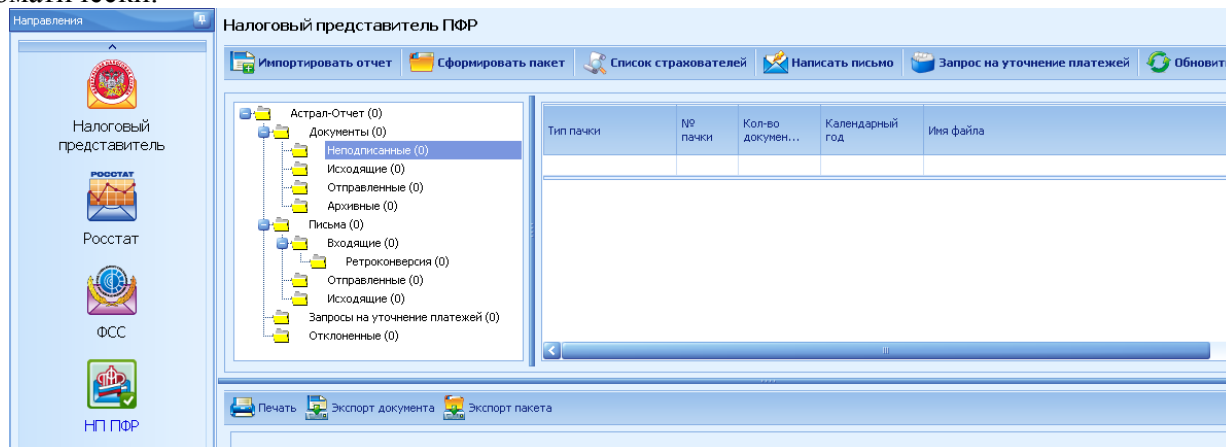 оматически.
Направления
Налоговый представитель ПФР
Импортировать отчет Сформировать пакет Список страхователей Написать письмо Запрос на уточнение платежей Обновит
Налоговый
представитель
РОССТАТ
Росстат
ФСС
НП ПФР
Астрал-Отчет (0)
Документы (0)
Неподписанные (0)
Исходящие (0)
Отправленные (0)
Архивные (0)
Письма (0)
Входящие (0)
Ретроконверсия (0)
Отправленные (0)
Исходящие (0)
Запросы на уточнение платежей (0)
Отклоненные (0)
Тип пачки
№
пачки
Кол-во
докумен...
Календарный
год
Имя файла
Печать Экспорт документа Экспорт пакета